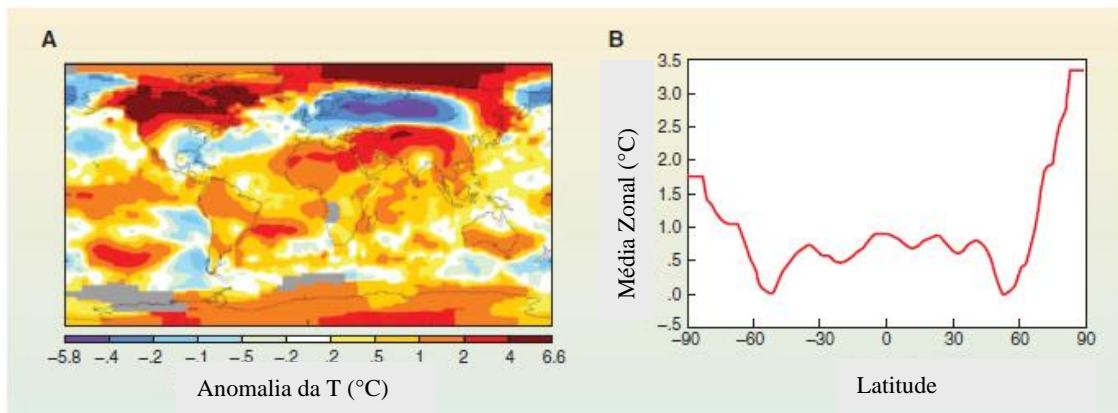 A
B
3.5
3.0
2.5
2.0
1.5
1.0
.5
.0
-.5
Média Zonal (°C)
-5.8 -.4 -.2 -.1 -.5 -.2 .2 .5 1 2 4 6.6
-90 -60 -30 0 30 60 90
Anomalia da T (°C)
Latitude